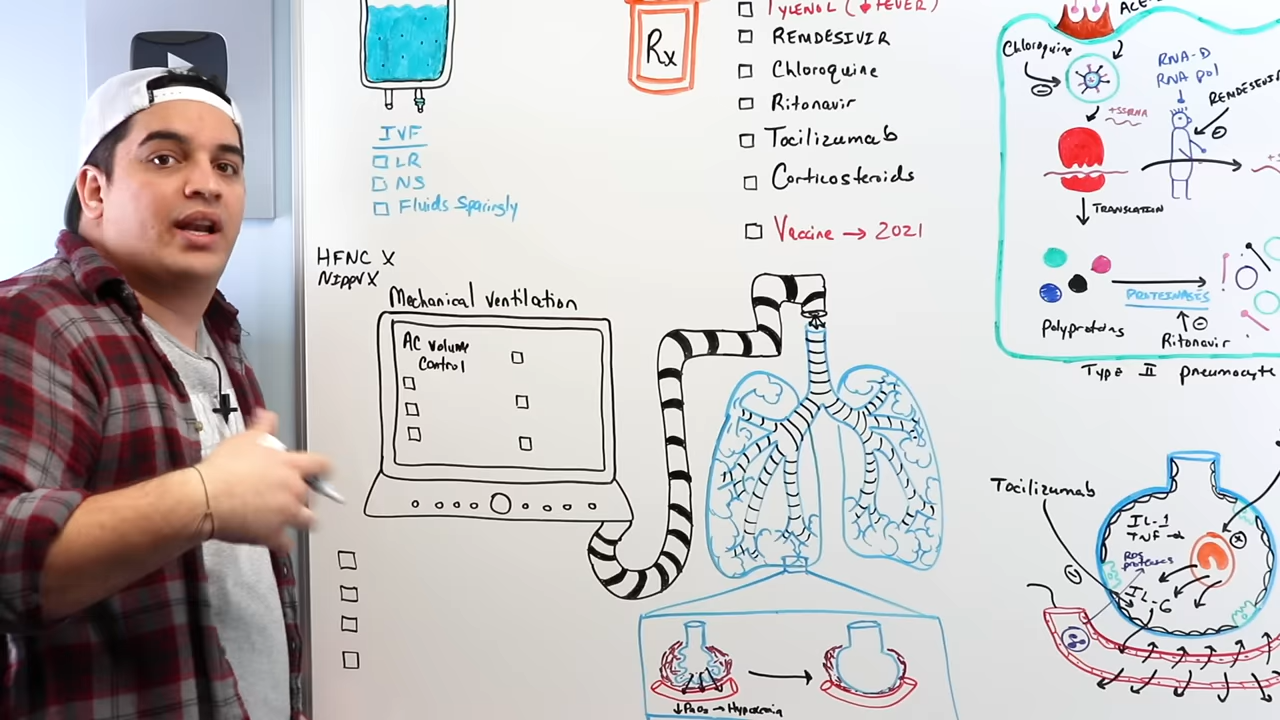 IVF
LR
NS
Fluids Sparingly
Rx
TYLENOL (↓FEVER)
REMDESIVIR
Chloroquine
Ritonavir
Tocilizumab
Corticosteroids
Vaccine → 2021
HFNC X
NIPPV X
Mechanical ventilation
AC volume
Control
↓PaO2 → Hypoxemia
Chloroquine
RNA-D
RNA pol
+SSRNA
TRANSLATION
PROTEINASES
Polyproteins
Ritonavir
Type II pneumocyte
Tocilizumab
IL-1
TNF-α
ROS
proteases
IL-6